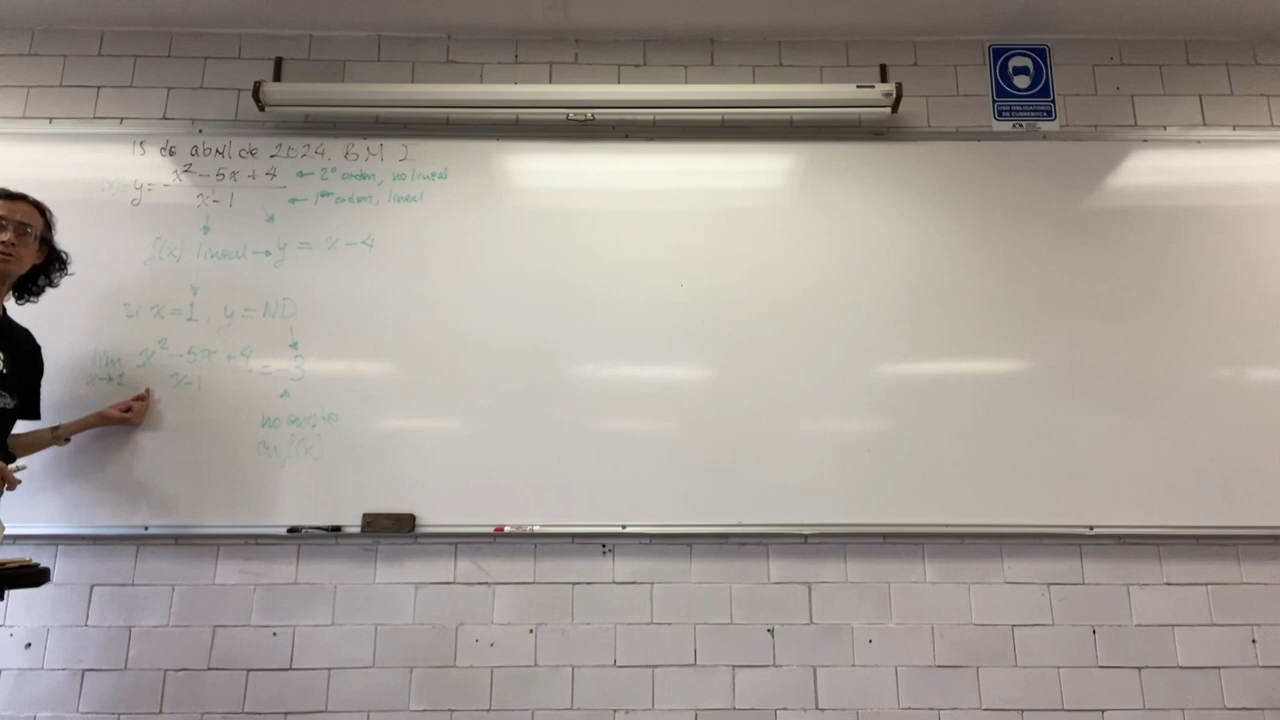 15 de abril de 2024. BM I
y = x² - 5x + 4 ← 2° orden, no lineal
x - 1 ← 1er orden, lineal
f(x) lineal → y = x - 4
Si x = 1, y = ND
lim x² - 5x + 4 = -3
x→1 x-1
no existe
en f(x)
USO OBLIGATORIO
DE CUBREBOCA